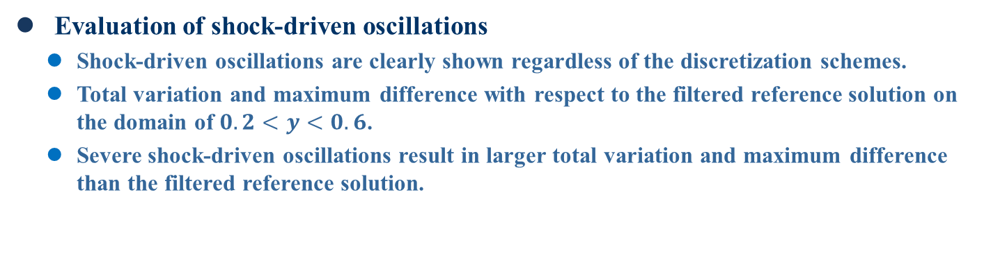 Evaluation of shock-driven oscillations
Shock-driven oscillations are clearly shown regardless of the discretization schemes.
Total variation and maximum difference with respect to the filtered reference solution on
the domain of 0.2 < y < 0.6.
Severe shock-driven oscillations result in larger total variation and maximum difference
than the filtered reference solution.